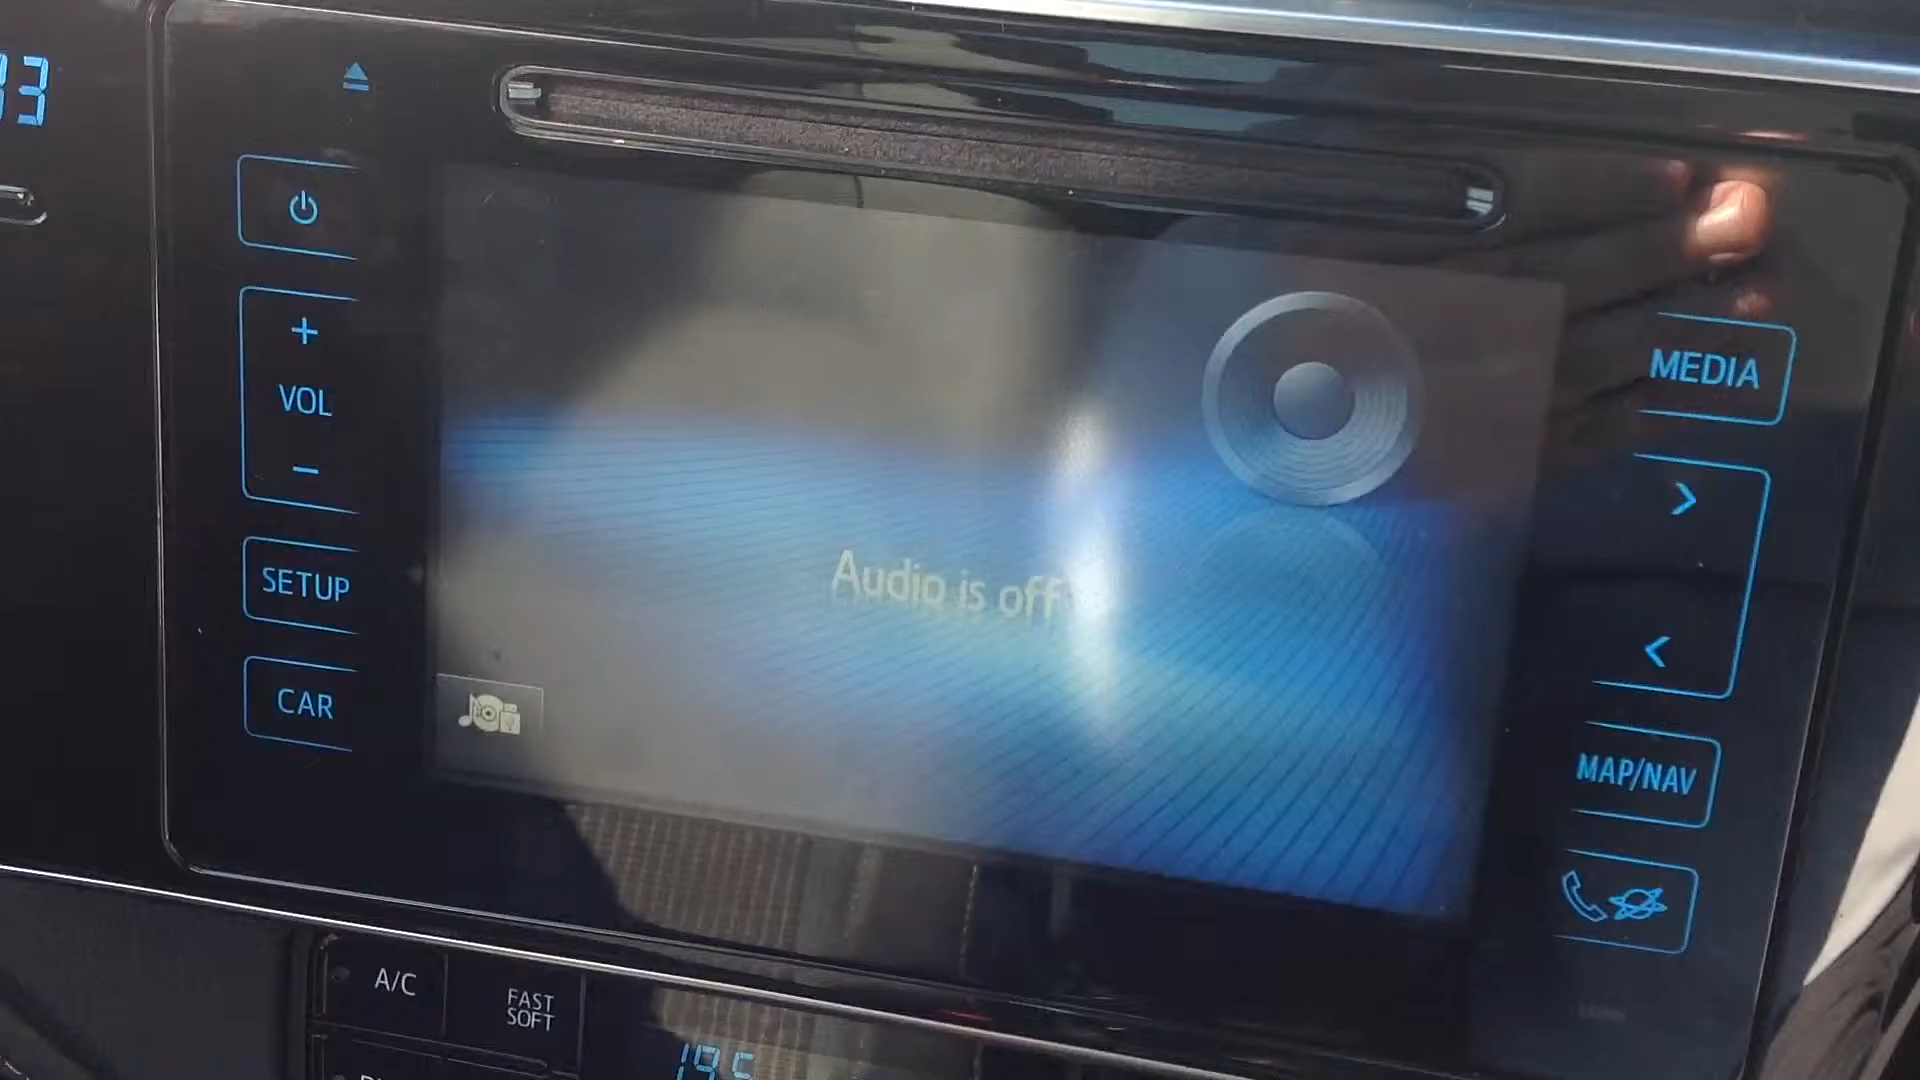 VOL
SETUP
CAR
Audio is off
MEDIA
MAP/NAV
A/C
FAST
SOFT